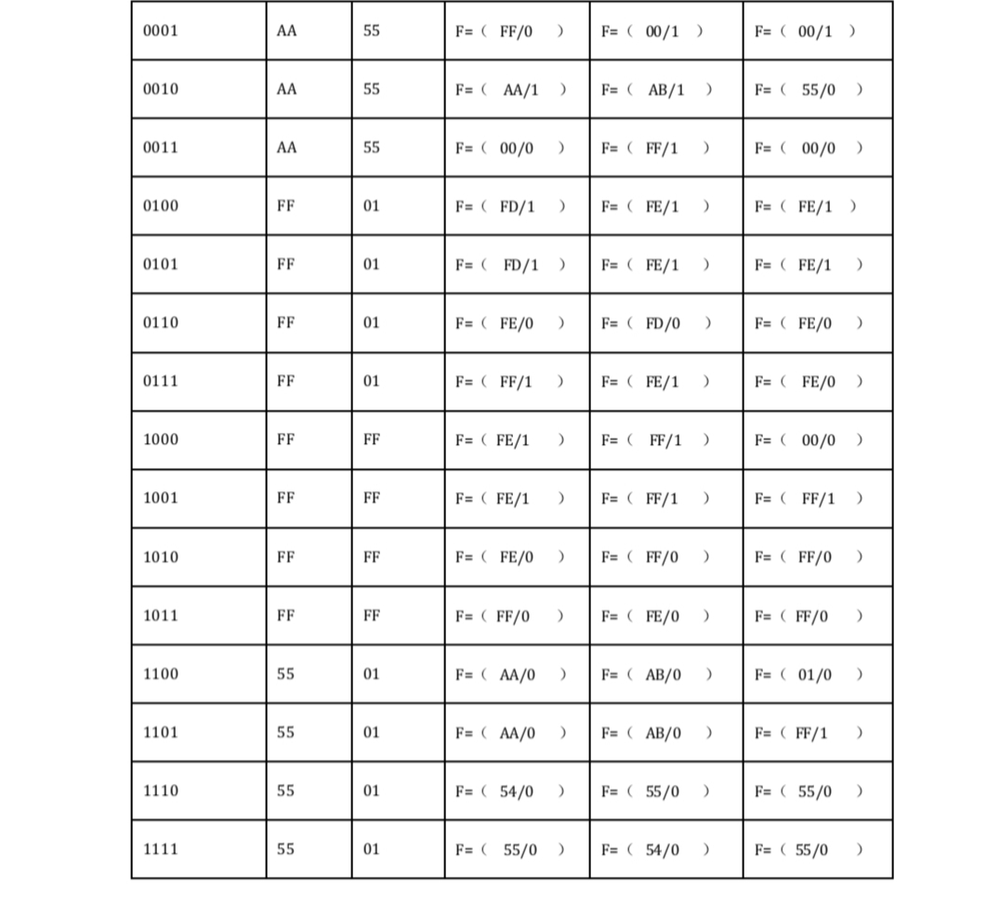 0001 AA 55 F=（ FF/0 ） F=（ 00/1 ） F=（ 00/1 ）
0010 AA 55 F=（ AA/1 ） F=（ AB/1 ） F=（ 55/0 ）
0011 AA 55 F=（ 00/0 ） F=（ FF/1 ） F=（ 00/0 ）
0100 FF 01 F=（ FD/1 ） F=（ FE/1 ） F=（ FE/1 ）
0101 FF 01 F=（ FD/1 ） F=（ FE/1 ） F=（ FE/1 ）
0110 FF 01 F=（ FE/0 ） F=（ FD/0 ） F=（ FE/0 ）
0111 FF 01 F=（ FF/1 ） F=（ FE/1 ） F=（ FE/0 ）
1000 FF FF F=（ FE/1 ） F=（ FF/1 ） F=（ 00/0 ）
1001 FF FF F=（ FE/1 ） F=（ FF/1 ） F=（ FF/1 ）
1010 FF FF F=（ FE/0 ） F=（ FF/0 ） F=（ FF/0 ）
1011 FF FF F=（ FF/0 ） F=（ FE/0 ） F=（ FF/0 ）
1100 55 01 F=（ AA/0 ） F=（ AB/0 ） F=（ 01/0 ）
1101 55 01 F=（ AA/0 ） F=（ AB/0 ） F=（ FF/1 ）
1110 55 01 F=（ 54/0 ） F=（ 55/0 ） F=（ 55/0 ）
1111 55 01 F=（ 55/0 ） F=（ 54/0 ） F=（ 55/0 ）